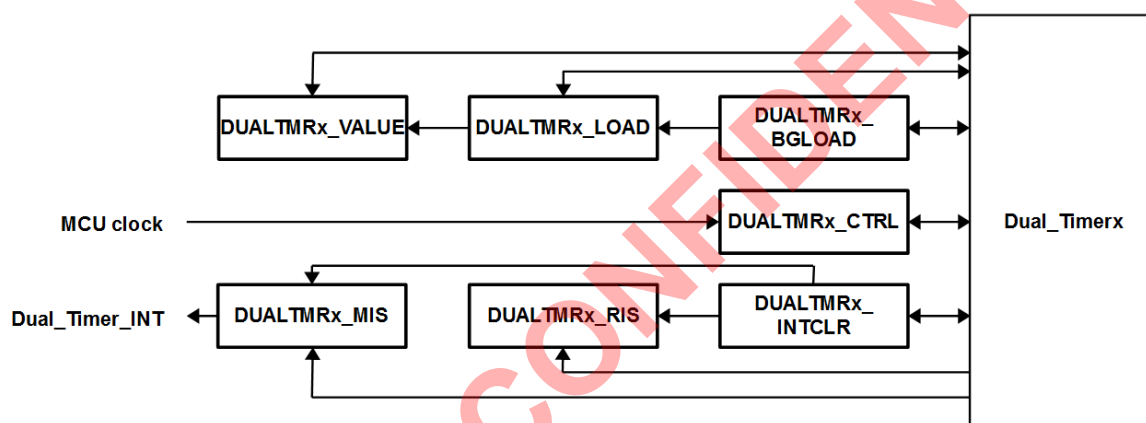 DUALTMRx_VALUE
DUALTMRx_LOAD
DUALTMRx_
BGLOAD
MCU clock
DUALTMRx_CTRL
Dual_Timerx
Dual_Timer_INT
DUALTMRx_MIS
DUALTMRx_RIS
DUALTMRx_
INTCLR
CONFIDEN